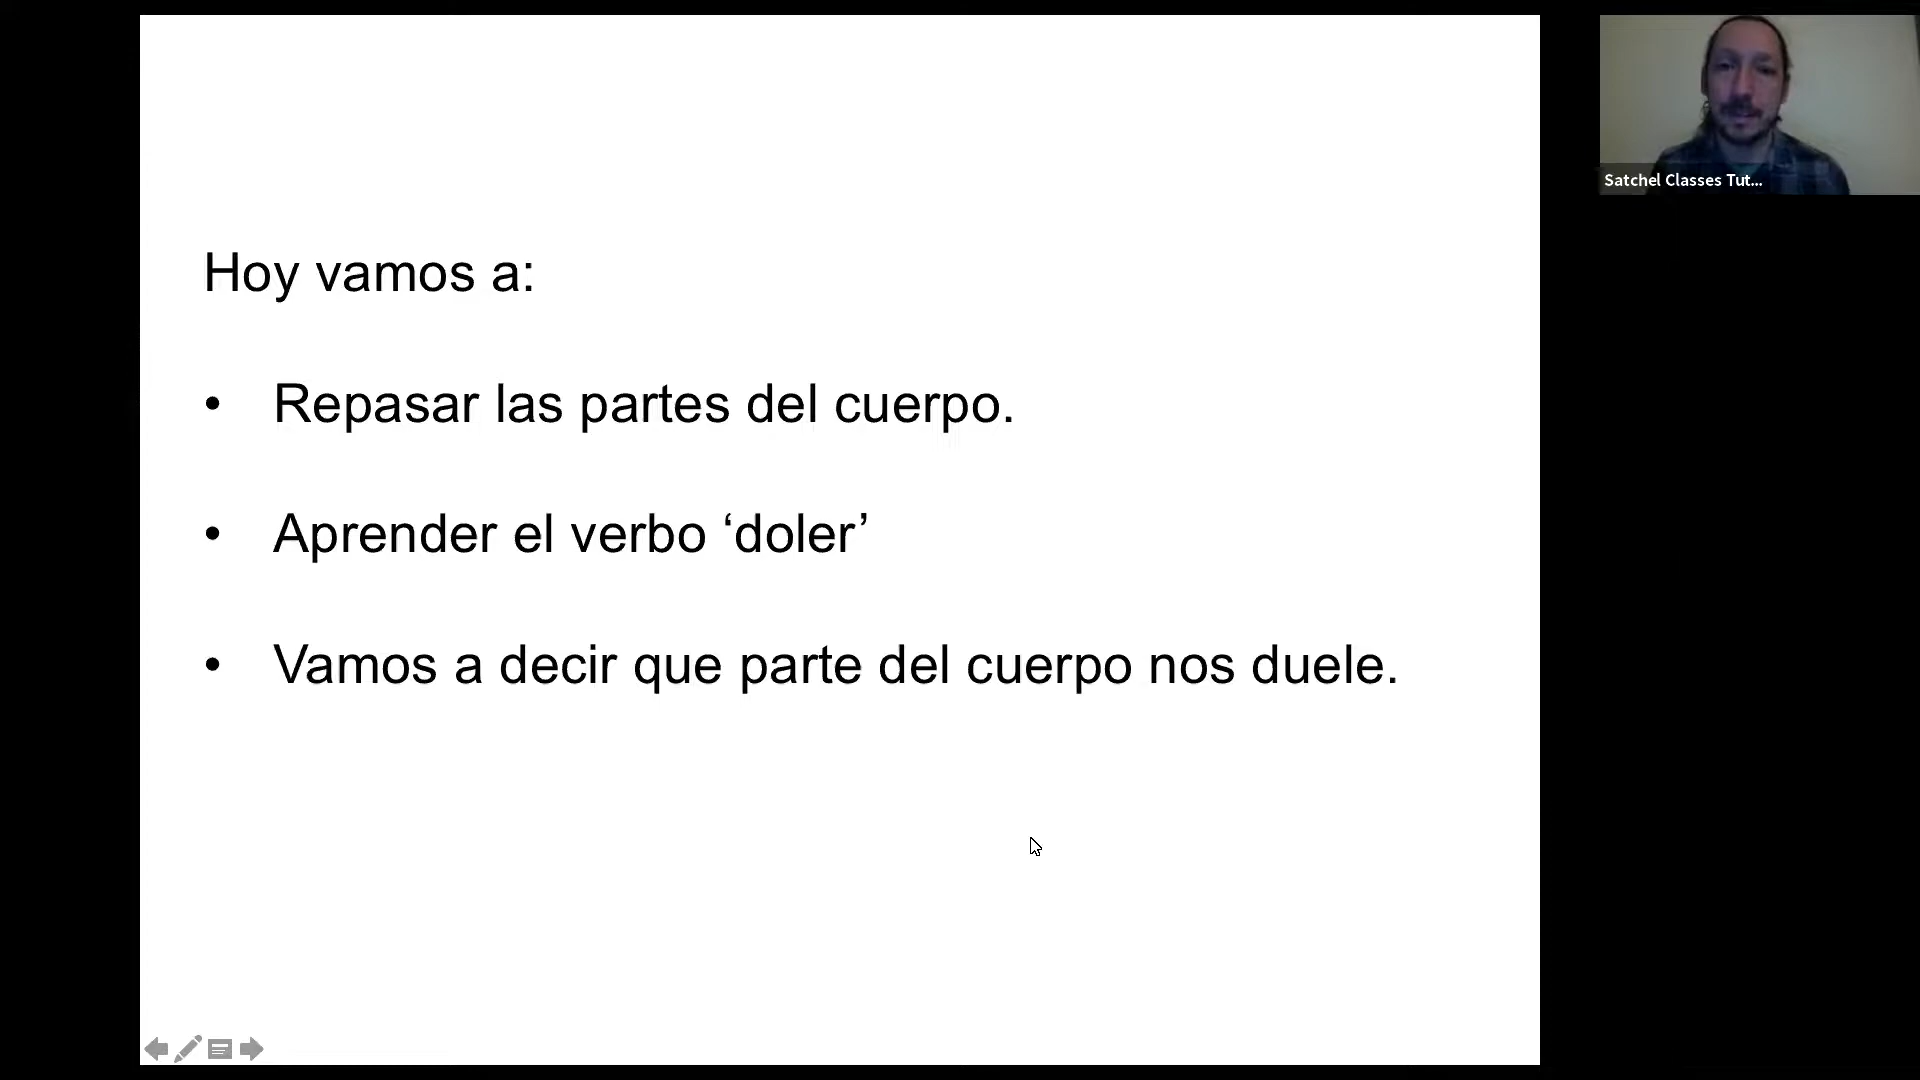 Hoy vamos a:
• Repasar las partes del cuerpo.
• Aprender el verbo ‘doler’
• Vamos a decir que parte del cuerpo nos duele.
Satchel Classes Tut...